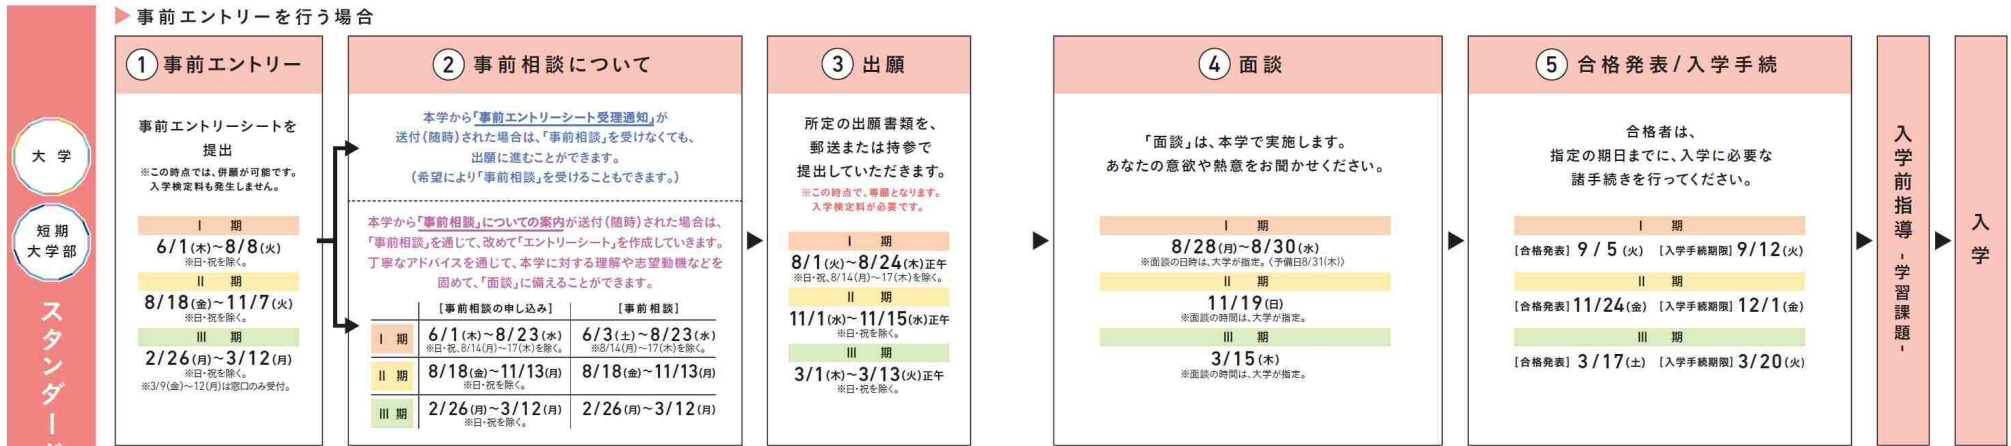 ▶事前エントリーを行う場合
大学
短期
大学部
スタンダー
① 事前エントリー
事前エントリーシートを
提出
※この時点では、併願が可能です。
入学検定料も発生しません。
Ⅰ 期
6/1(木)〜8/8(火)
※日・祝を除く。
Ⅱ 期
8/18(金)〜11/7(火)
※日・祝を除く。
Ⅲ 期
2/26(月)〜3/12(月)
※日・祝を除く。
※3/9(金)〜12(月)は窓口のみ受付。
② 事前相談について
本学から「事前エントリーシート受理通知」が
送付(随時)された場合は、「事前相談」を受けなくても、
出願に進むことができます。
(希望により「事前相談」を受けることもできます。)
本学から「事前相談」についての案内が送付(随時)された場合は、
「事前相談」を通じて、改めて「エントリーシート」を作成していきます。
丁寧なアドバイスを通じて、本学に対する理解や志望動機などを
固めて、「面談」に備えることができます。
[事前相談の申し込み] [事前相談]
Ⅰ 期 6/1(木)〜8/23(水) 6/3(土)〜8/23(水)
※日・祝、8/14(月)〜17(木)を除く。 ※8/14(月)〜17(木)を除く。
Ⅱ 期 8/18(金)〜11/13(月) 8/18(金)〜11/13(月)
※日・祝を除く。
Ⅲ 期 2/26(月)〜3/12(月) 2/26(月)〜3/12(月)
※日・祝を除く。
③ 出願
所定の出願書類を、
郵送または持参で
提出していただきます。
※この時点で、専願となります。
入学検定料が必要です。
Ⅰ 期
8/1(火)〜8/24(木)正午
※日・祝、8/14(月)〜17(木)を除く。
Ⅱ 期
11/1(水)〜11/15(水)正午
※日・祝を除く。
Ⅲ 期
3/1(木)〜3/13(火)正午
※日・祝を除く。
④ 面談
「面談」は、本学で実施します。
あなたの意欲や熱意をお聞かせください。
Ⅰ 期
8/28(月)〜8/30(水)
※面談の日時は、大学が指定。〈予備日8/31(木)〉
Ⅱ 期
11/19(日)
※面談の時間は、大学が指定。
Ⅲ 期
3/15(木)
※面談の時間は、大学が指定。
⑤ 合格発表/入学手続
合格者は、
指定の期日までに、入学に必要な
諸手続きを行ってください。
Ⅰ 期
[合格発表] 9/5(火) [入学手続期限] 9/12(火)
Ⅱ 期
[合格発表] 11/24(金) [入学手続期限] 12/1(金)
Ⅲ 期
[合格発表] 3/17(土) [入学手続期限] 3/20(火)
入学前指導 -学習課題-
入学